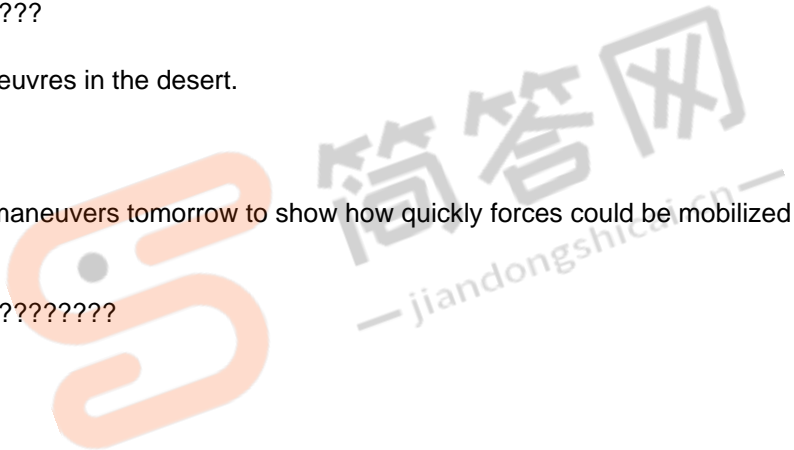 ???
euvres in the desert.
简答网
maneuvers tomorrow to show how quickly forces could be mobilized
jiandongshicai.cn
????????